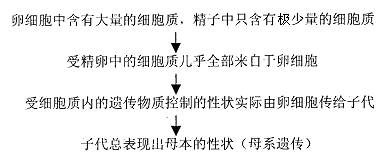 卵细胞中含有大量的细胞质，精子中只含有极少量的细胞质
受精卵中的细胞质几乎全部来自于卵细胞
受细胞质内的遗传物质控制的性状实际由卵细胞传给子代
子代总表现出母本的性状（母系遗传）